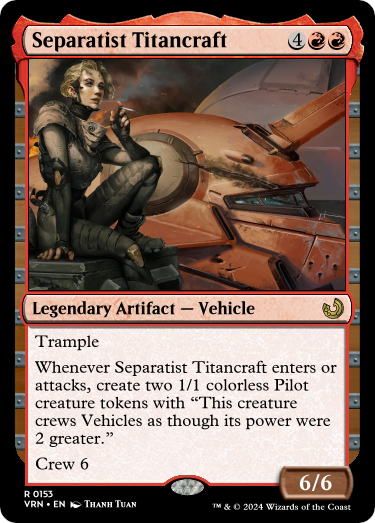 Separatist Titancraft 4
Legendary Artifact — Vehicle
Trample
Whenever Separatist Titancraft enters or
attacks, create two 1/1 colorless Pilot
creature tokens with “This creature
crews Vehicles as though its power were
2 greater.”
Crew 6
6/6
R 0153
VRN • EN Thanh Tuan
™ & © 2024 Wizards of the Coast